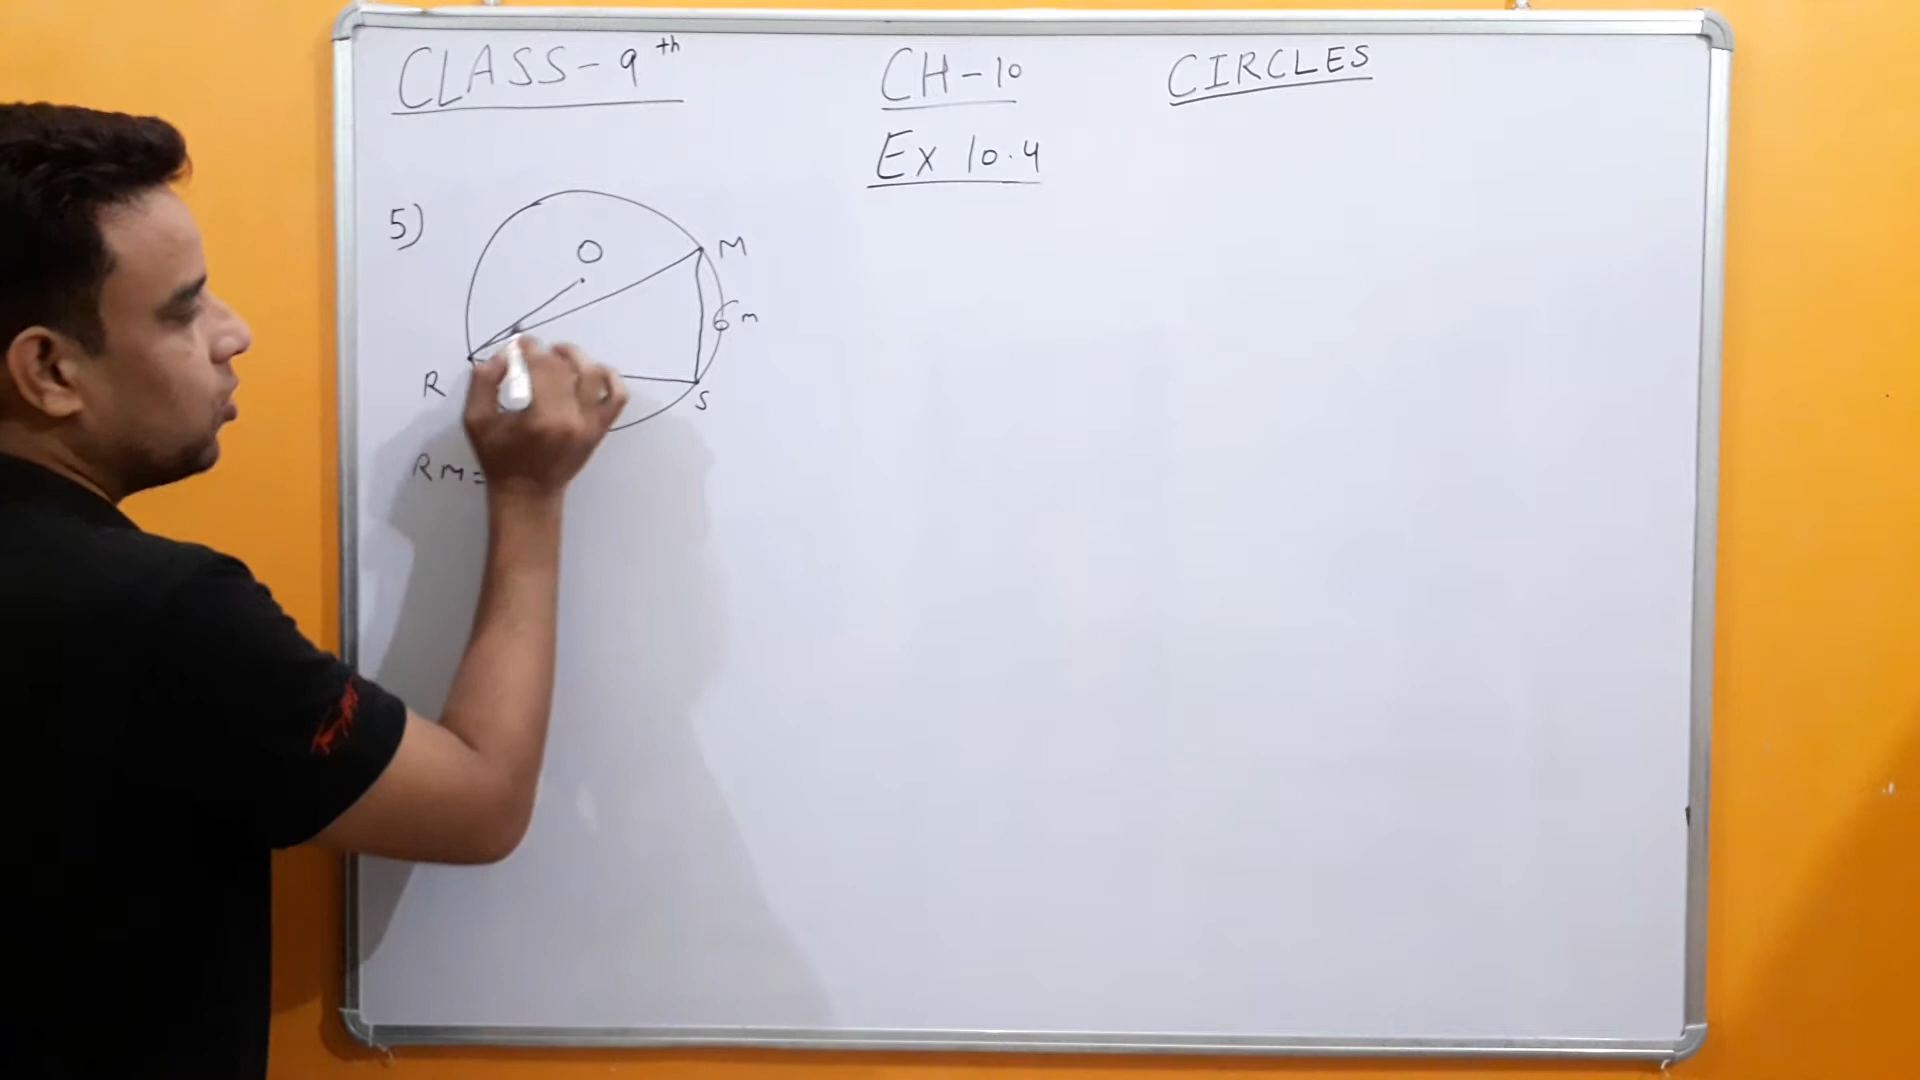 CLASS-9th CH-10 CIRCLES
Ex 10.4
5)
O
M
6m
R
S
RM=